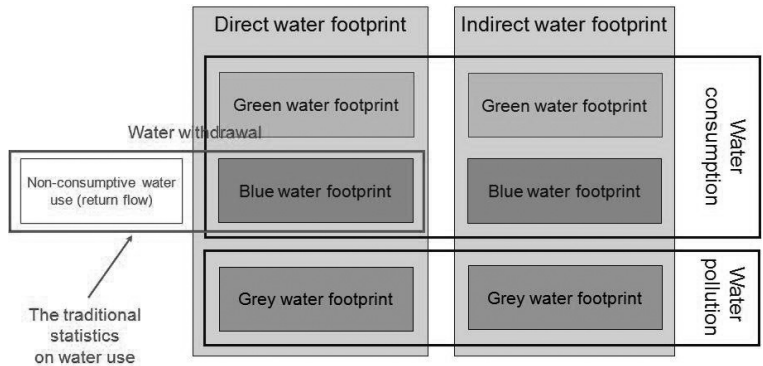 Direct water footprint
Indirect water footprint
Green water footprint
Green water footprint
Water
consumption
Water withdrawal
Non-consumptive water
use (return flow)
Blue water footprint
Blue water footprint
Grey water footprint
Grey water footprint
Water
pollution
The traditional
statistics
on water use